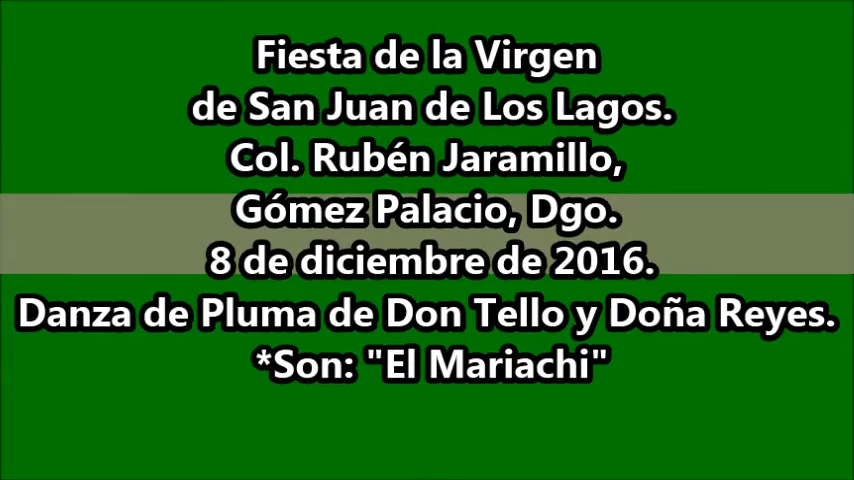 Fiesta de la Virgen
de San Juan de Los Lagos.
Col. Rubén Jaramillo,
Gómez Palacio, Dgo.
8 de diciembre de 2016.
Danza de Pluma de Don Tello y Doña Reyes.
*Son: "El Mariachi"